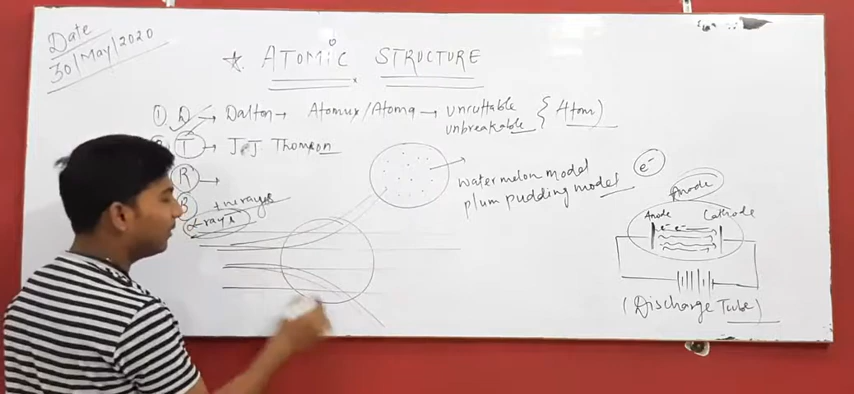 Date
30/May/2020
★ ATOMIC STRUCTURE
① D → Dalton → Atomux/Atoma → uncuttable { Atom)
unbreakable
T → J.J Thomson
R →
B
+ve rays
α-rays
watermelon model
plum pudding model
e⁻
Anode
Anode Cathode
e⁻ e⁻
(Discharge Tube)